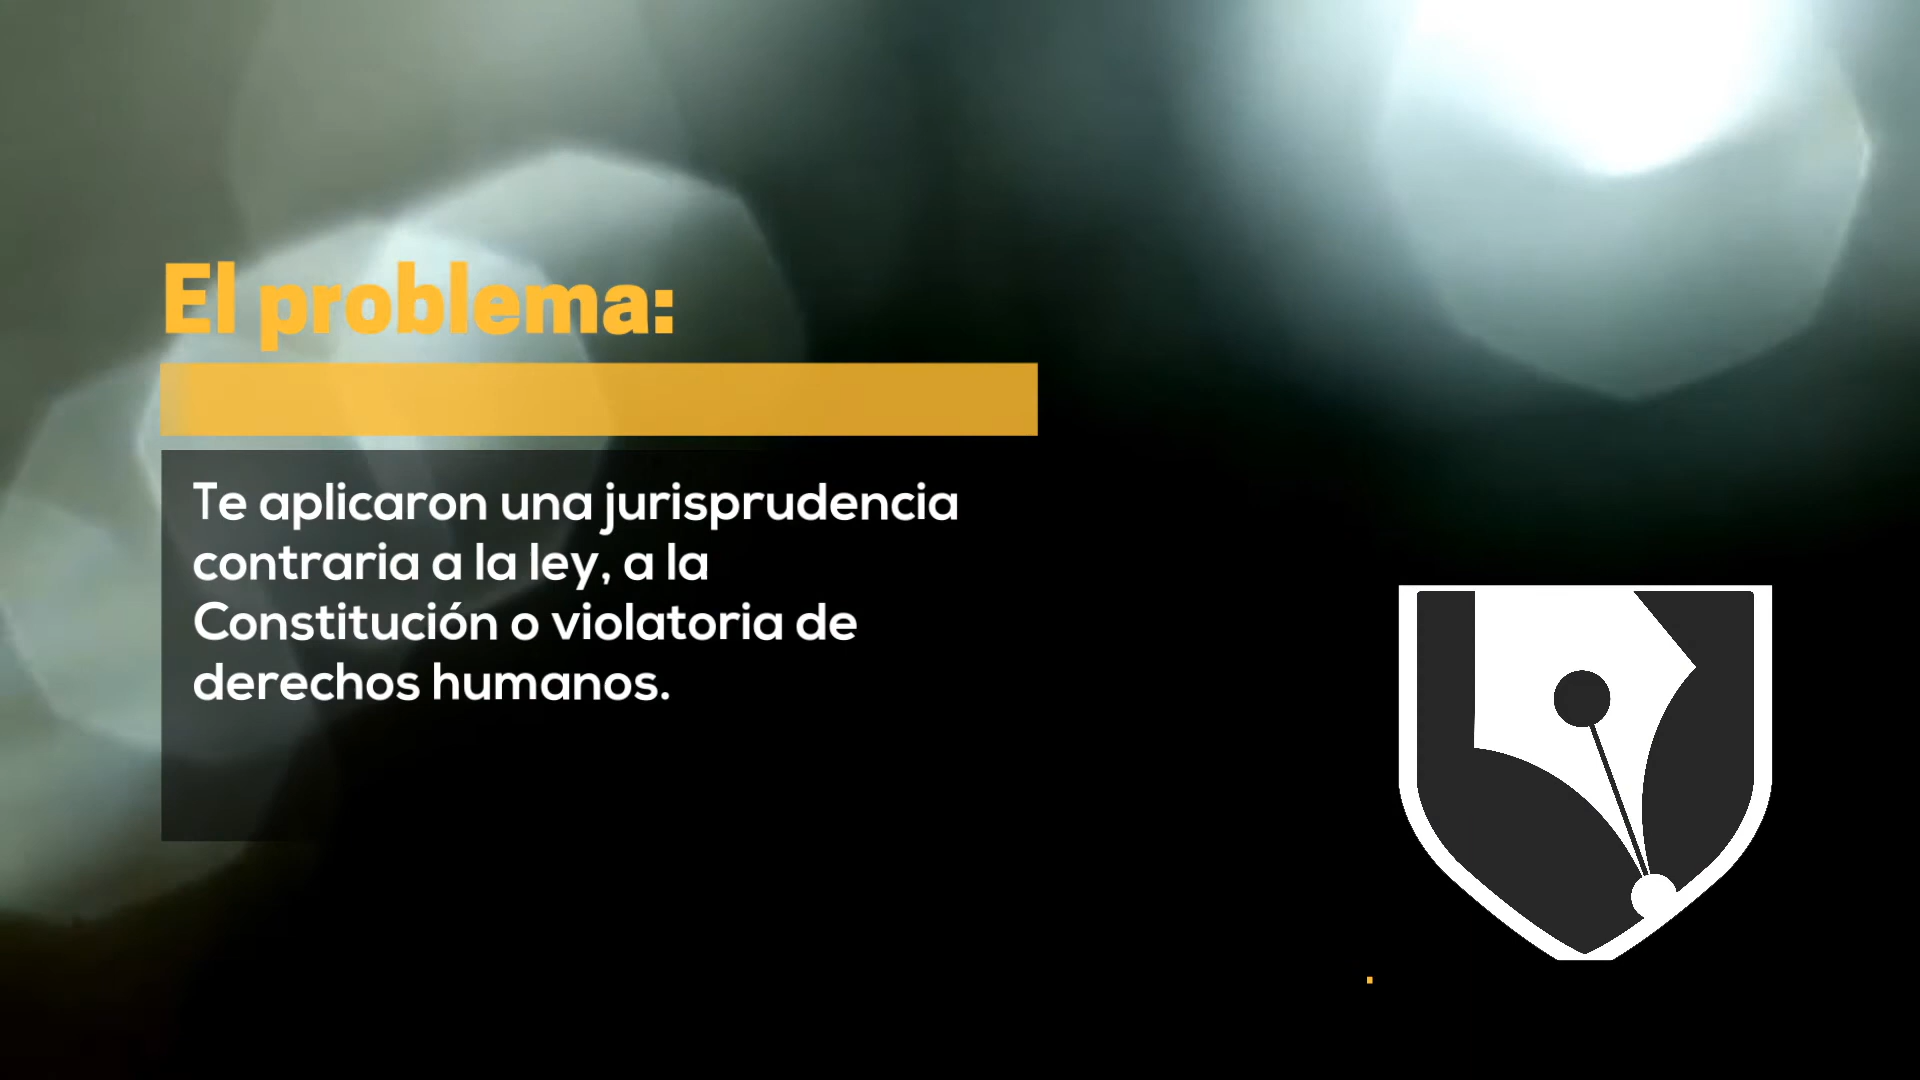 El problema:
Te aplicaron una jurisprudencia
contraria a la ley, a la
Constitución o violatoria de
derechos humanos.